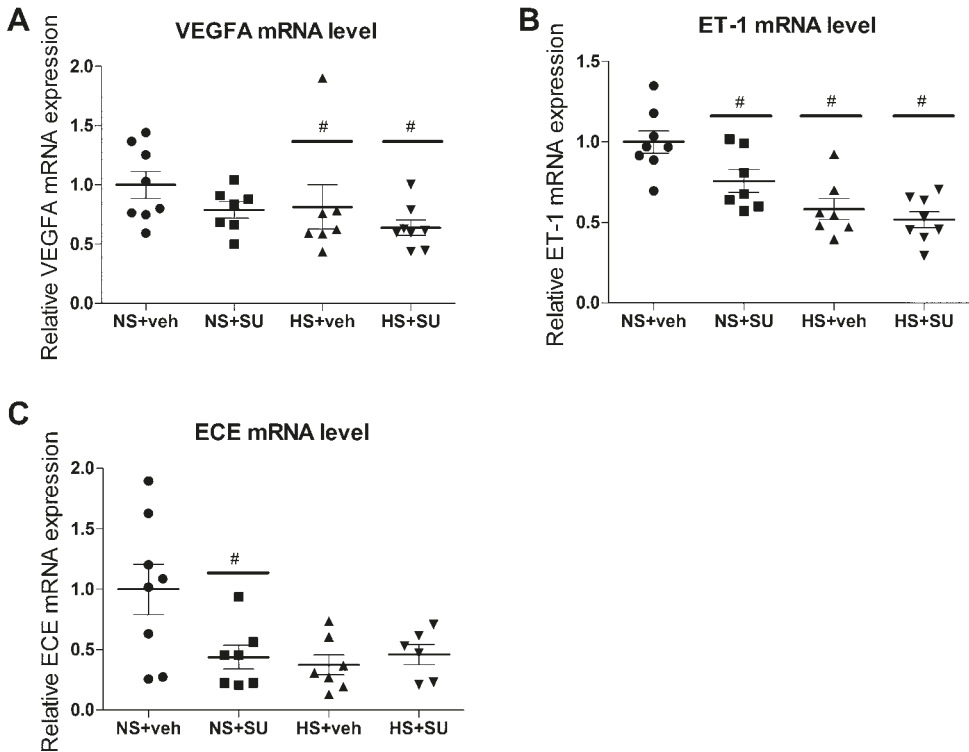 A
VEGFA mRNA level
Relative VEGFA mRNA expression
2.0
1.5
1.0
0.5
0.0
#
#
NS+veh
NS+SU
HS+veh
HS+SU
B
ET-1 mRNA level
Relative ET-1 mRNA expression
1.5
1.0
0.5
0.0
#
#
#
NS+veh
NS+SU
HS+veh
HS+SU
C
ECE mRNA level
Relative ECE mRNA expression
2.0
1.5
1.0
0.5
0.0
#
NS+veh
NS+SU
HS+veh
HS+SU